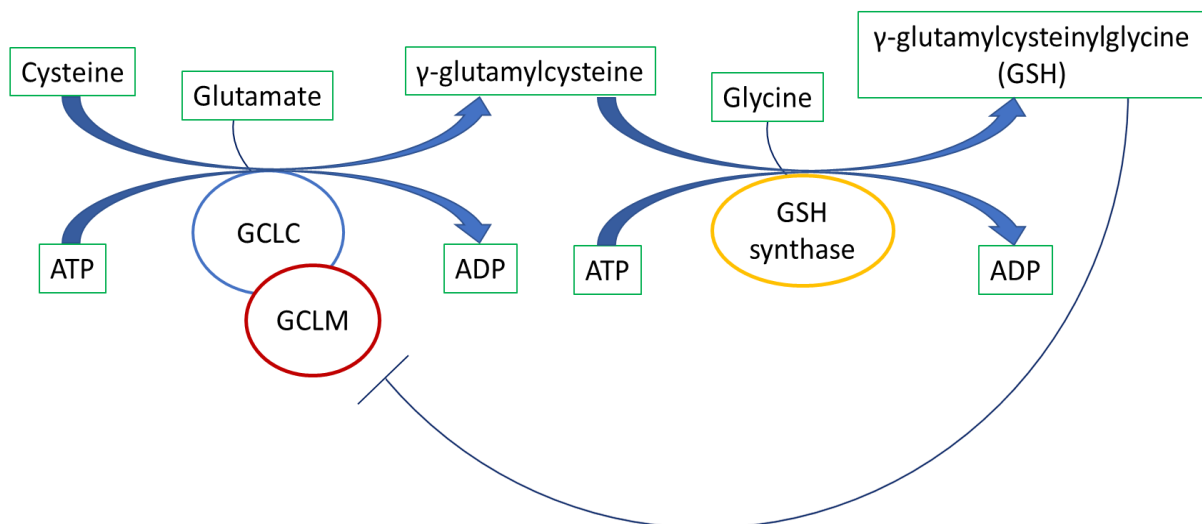 Cysteine
Glutamate
γ-glutamylcysteine
Glycine
γ-glutamylcysteinylglycine
(GSH)
GCLC
GSH
synthase
ATP
ADP
ATP
ADP
GCLM